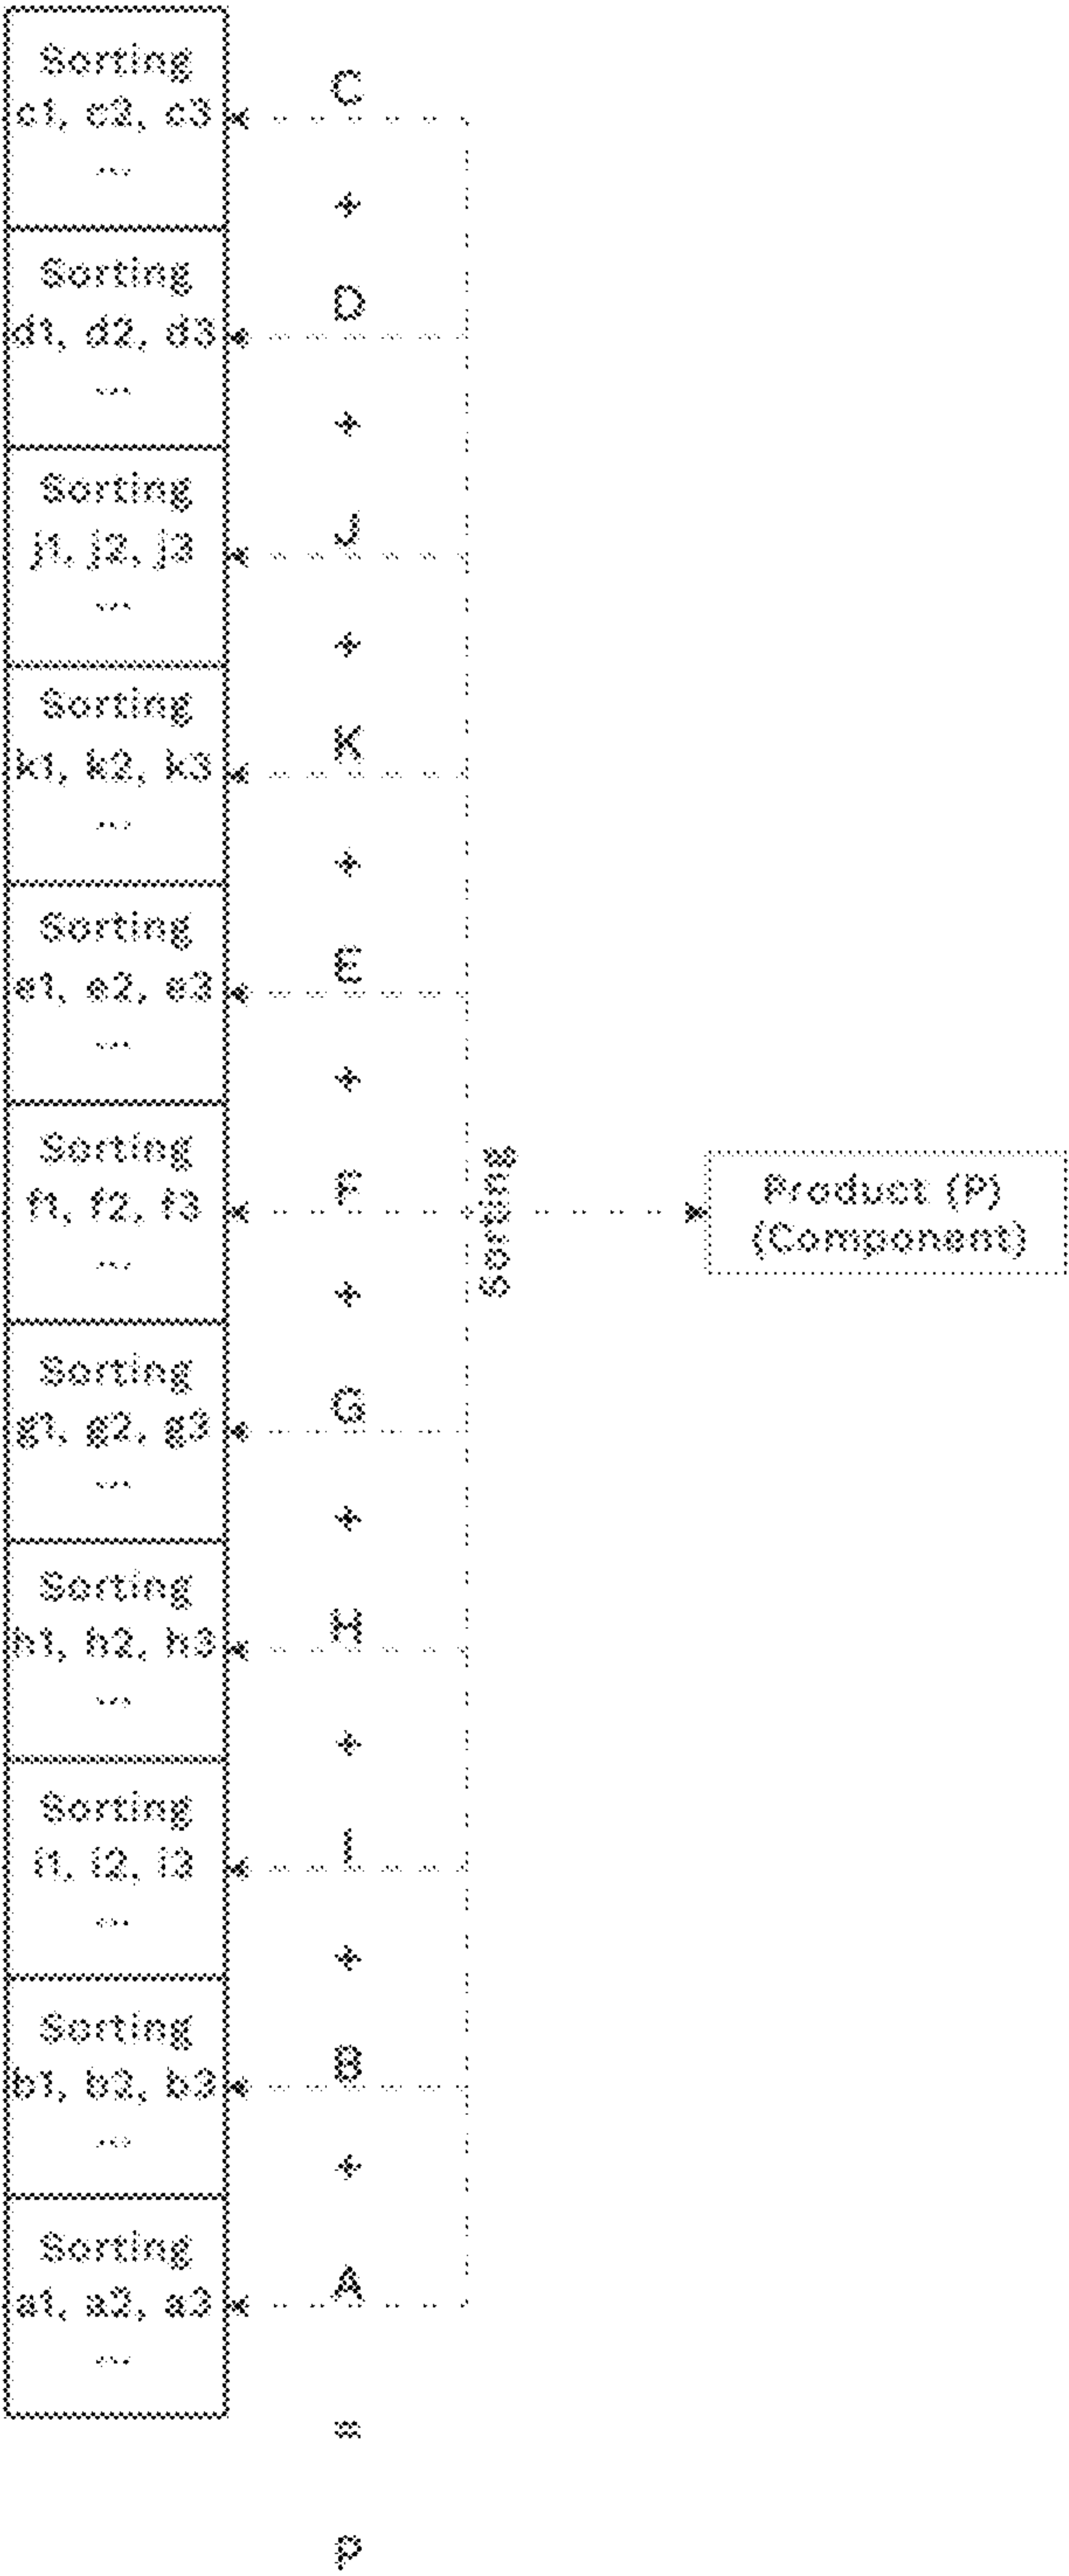 Sorting
c1, c2, c3
...
C
+
Sorting
d1, d2, d3
...
D
+
Sorting
j1, j2, j3
...
J
+
Sorting
k1, k2, k3
...
K
+
Sorting
e1, e2, e3
...
E
+
Sorting
f1, f2, f3
...
F
+
Sorting
g1, g2, g3
...
G
+
Sorting
h1, h2, h3
...
H
+
Sorting
i1, i2, i3
...
I
+
Sorting
b1, b2, b3
...
B
+
Sorting
a1, a2, a3
...
A
=
P
Sorting
Product (P)
(Component)